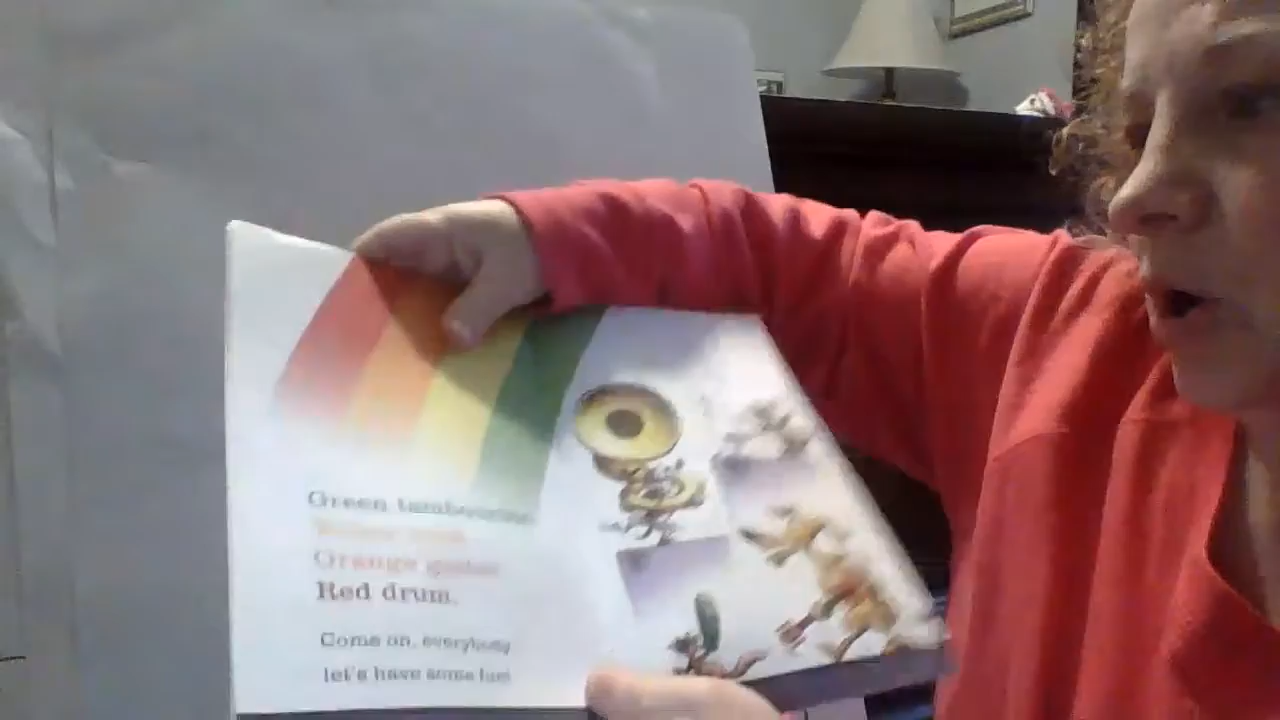 Green tambourine
Orange guitar
Red drum.
Come on, everybody
let's have some fun!